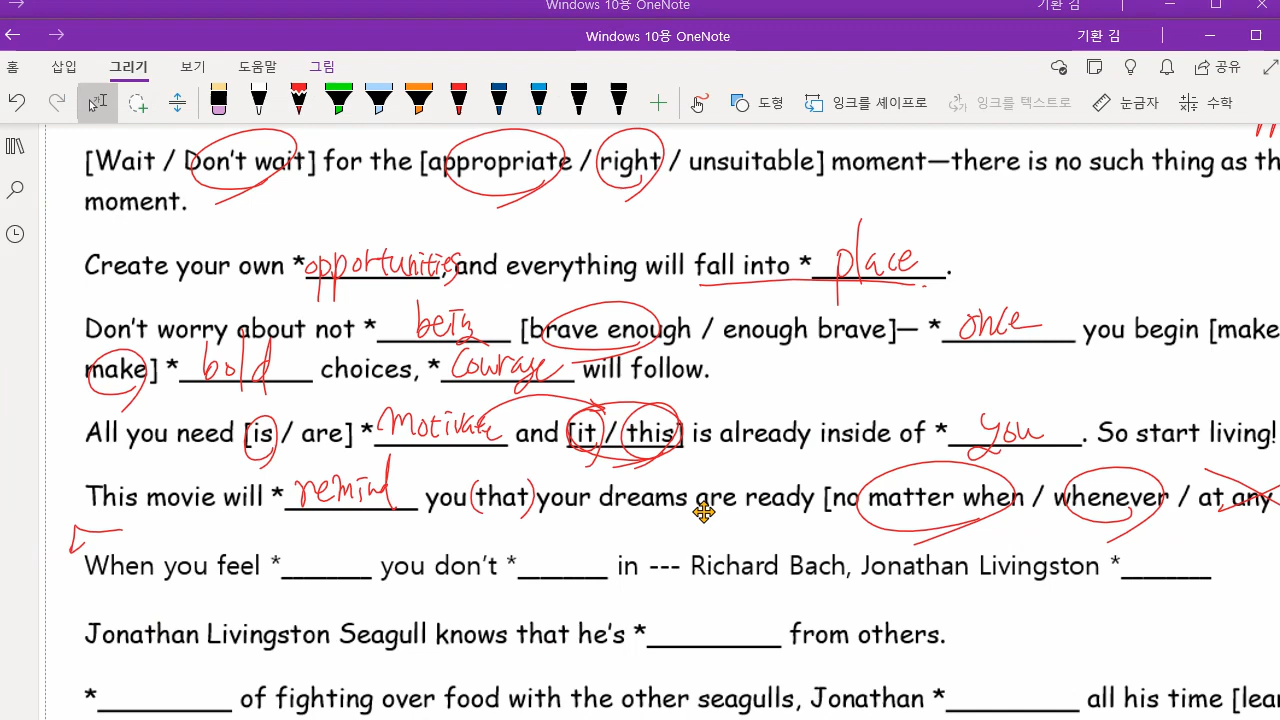 Windows 10용 OneNote 기환 김
Windows 10용 OneNote 기환 김
홈 삽입 그리기 보기 도움말 그림 공유
도형 잉크를 셰이프로 잉크를 텍스트로 눈금자 수학
[Wait / Don't wait] for the [appropriate / right / unsuitable] moment—there is no such thing as the
moment.
Create your own *opportunities, and everything will fall into *place.
Don't worry about not *being [brave enough / enough brave]— *once you begin [make
make] *bold choices, *courage will follow.
All you need [is / are] *Motivate and [it / this] is already inside of *you. So start living!
This movie will *remind you (that) your dreams are ready [no matter when / whenever / at any
When you feel *________ you don't *________ in --- Richard Bach, Jonathan Livingston *________
Jonathan Livingston Seagull knows that he's *________ from others.
*________ of fighting over food with the other seagulls, Jonathan *________ all his time [lear